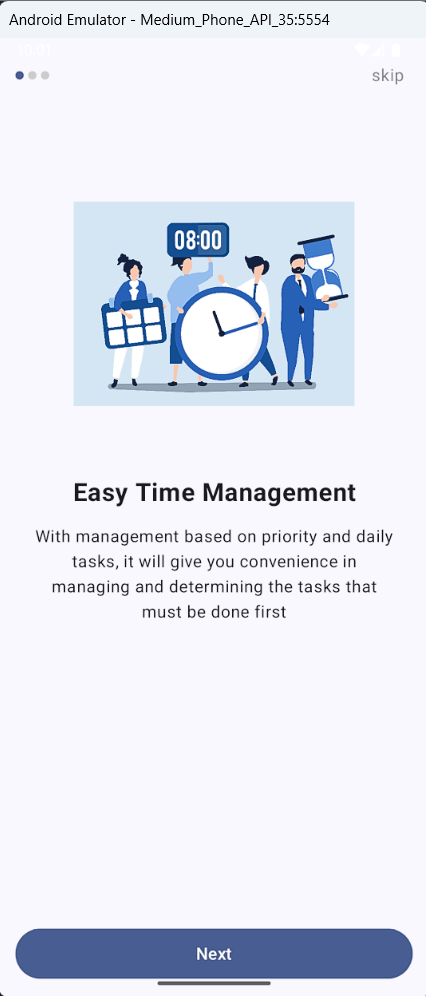 Android Emulator - Medium_Phone_API_35:5554
10:01
skip
08:00
Easy Time Management
With management based on priority and daily
tasks, it will give you convenience in
managing and determining the tasks that
must be done first
Next